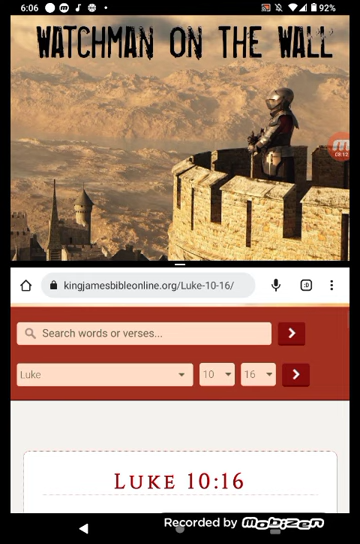 6:06
92%
WATCHMAN ON THE WALL
kingjamesbibleonline.org/Luke-10-16/
:D
Search words or verses...
Luke
10
16
LUKE 10:16
Recorded by MOBIZEN